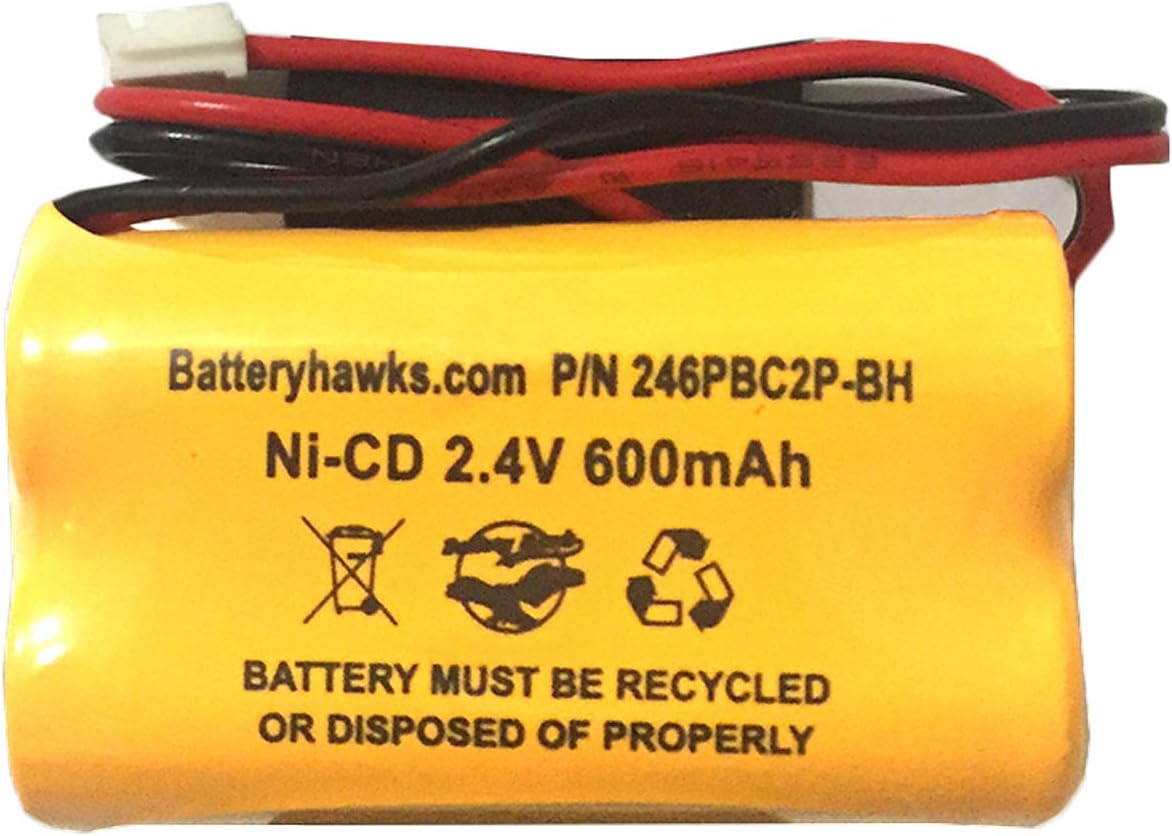 Batteryhawks.com P/N 246PBC2P-BH
Ni-CD 2.4V 600mAh
BATTERY MUST BE RECYCLED
OR DISPOSED OF PROPERLY